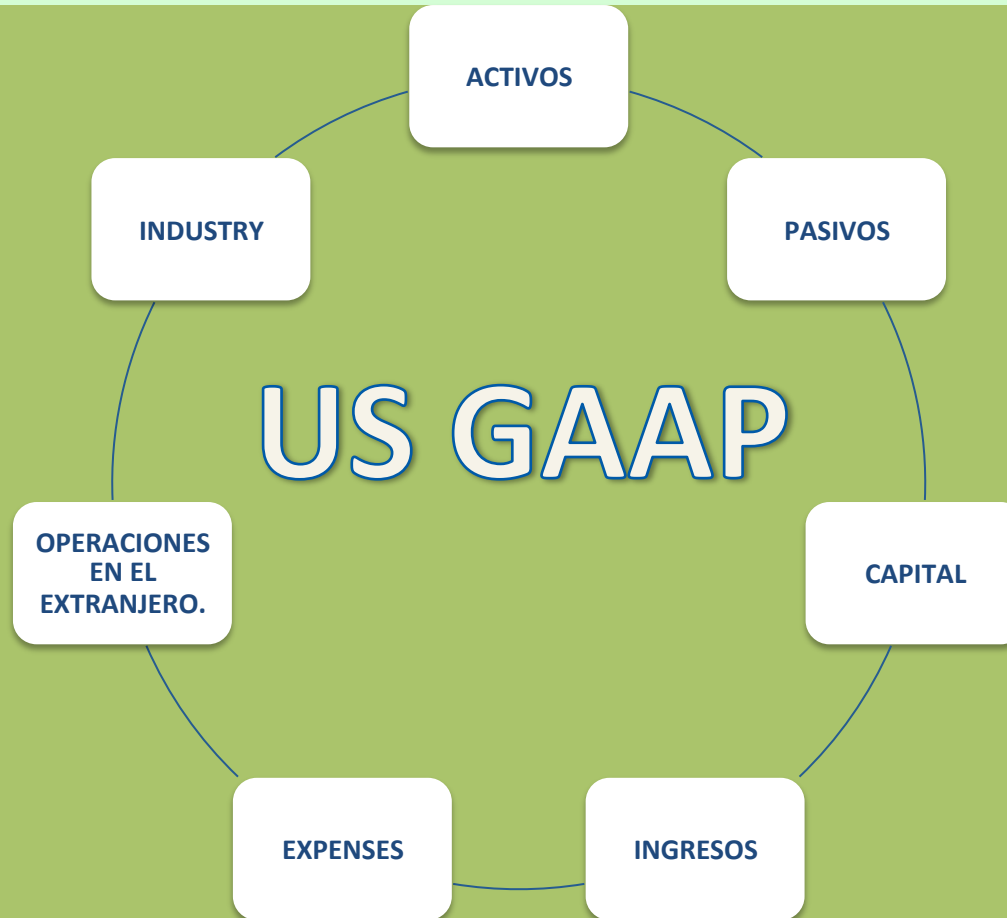 ACTIVOS
PASIVOS
CAPITAL
INGRESOS
EXPENSES
OPERACIONES
EN EL
EXTRANJERO.
INDUSTRY
US GAAP